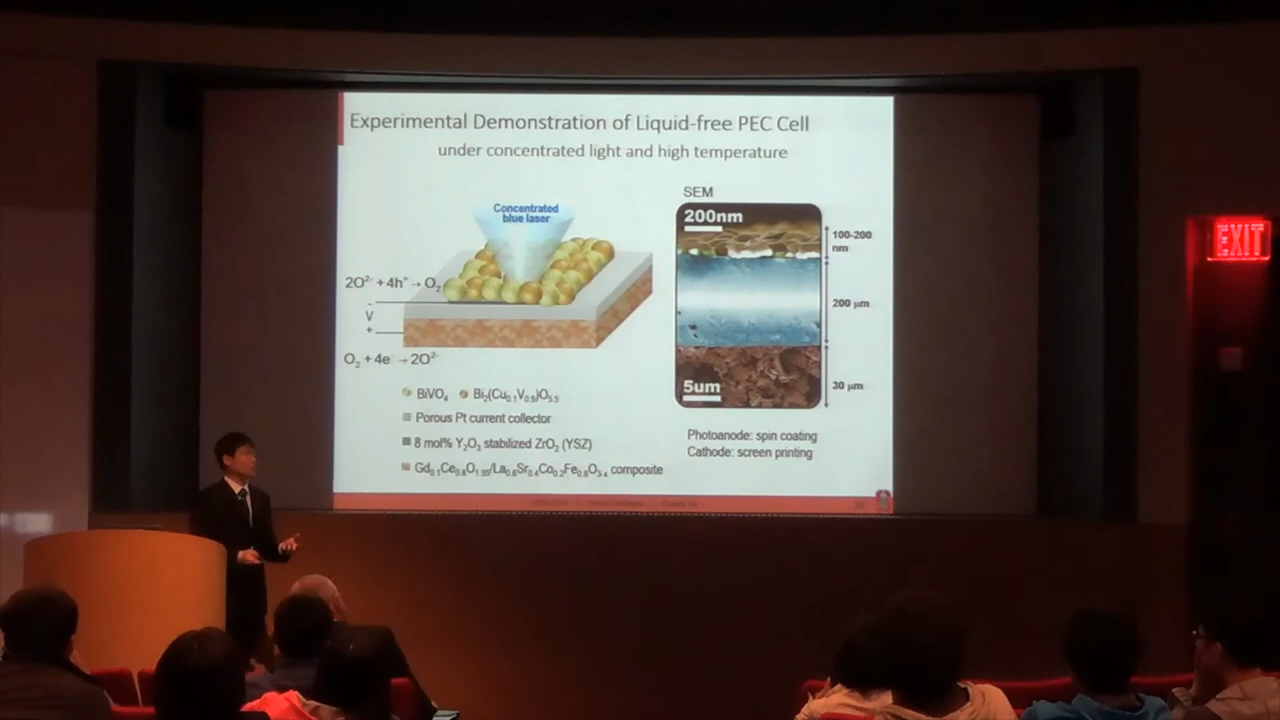 Experimental Demonstration of Liquid-free PEC Cell
under concentrated light and high temperature
Concentrated
blue laser
2O²⁻ +4h⁺ → O₂
-
V
+
O₂ +4e⁻ →2O²⁻
BiVO₄ Bi₂(Cu₀.₁V₀.₉)O₅.₅
Porous Pt current collector
8 mol% Y₂O₃ stabilized ZrO₂ (YSZ)
Gd₀.₁Ce₀.₈O₁.₉₅/La₀.₆Sr₀.₄Co₀.₂Fe₀.₈O₃₋ₓ composite
SEM
200nm
100-200
nm
200 μm
5um
30 μm
Photoanode: spin coating
Cathode: screen printing
EXIT